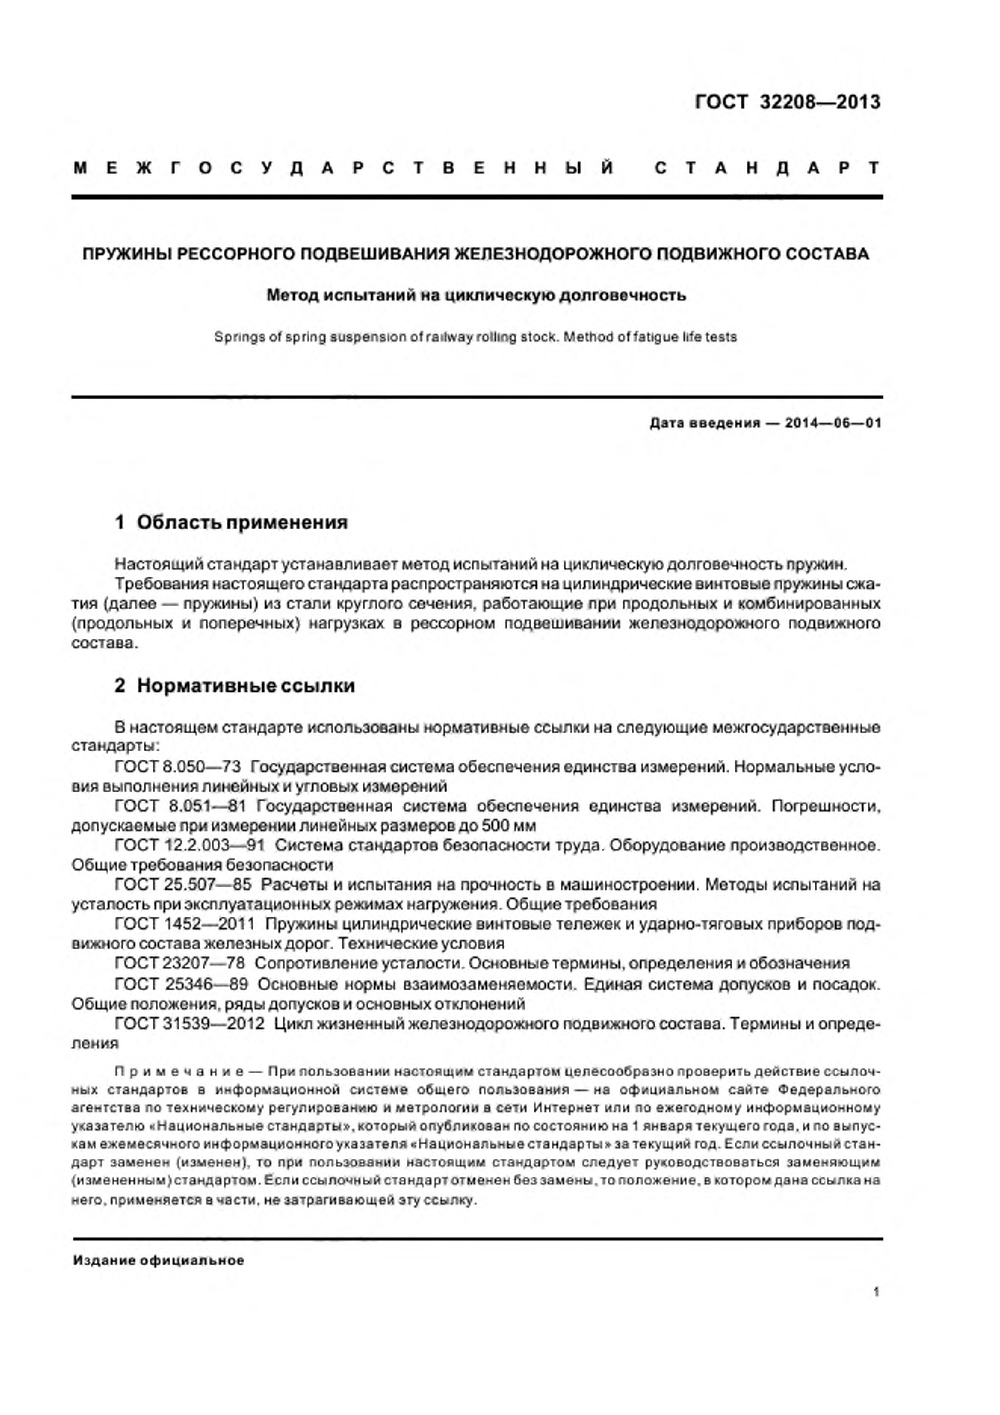 ГОСТ 32208—2013
МЕЖГОСУДАРСТВЕННЫЙ СТАНДАРТ
ПРУЖИНЫ РЕССОРНОГО ПОДВЕШИВАНИЯ ЖЕЛЕЗНОДОРОЖНОГО ПОДВИЖНОГО СОСТАВА
Метод испытаний на циклическую долговечность
Springs of spring suspension of railway rolling stock. Method of fatigue life tests
Дата введения — 2014—06—01
1 Область применения
Настоящий стандарт устанавливает метод испытаний на циклическую долговечность пружин.
Требования настоящего стандарта распространяются на цилиндрические винтовые пружины сжа-
тия (далее — пружины) из стали круглого сечения, работающие при продольных и комбинированных
(продольных и поперечных) нагрузках в рессорном подвешивании железнодорожного подвижного
состава.
2 Нормативные ссылки
В настоящем стандарте использованы нормативные ссылки на следующие межгосударственные
стандарты:
ГОСТ 8.050—73 Государственная система обеспечения единства измерений. Нормальные усло-
вия выполнения линейных и угловых измерений
ГОСТ 8.051—81 Государственная система обеспечения единства измерений. Погрешности,
допускаемые при измерении линейных размеров до 500 мм
ГОСТ 12.2.003—91 Система стандартов безопасности труда. Оборудование производственное.
Общие требования безопасности
ГОСТ 25.507—85 Расчеты и испытания на прочность в машиностроении. Методы испытаний на
усталость при эксплуатационных режимах нагружения. Общие требования
ГОСТ 1452—2011 Пружины цилиндрические винтовые тележек и ударно-тяговых приборов под-
вижного состава железных дорог. Технические условия
ГОСТ 23207—78 Сопротивление усталости. Основные термины, определения и обозначения
ГОСТ 25346—89 Основные нормы взаимозаменяемости. Единая система допусков и посадок.
Общие положения, ряды допусков и основных отклонений
ГОСТ 31539—2012 Цикл жизненный железнодорожного подвижного состава. Термины и опреде-
ления
Примечание — При пользовании настоящим стандартом целесообразно проверить действие ссылоч-
ных стандартов в информационной системе общего пользования — на официальном сайте Федерального
агентства по техническому регулированию и метрологии в сети Интернет или по ежегодному информационному
указателю «Национальные стандарты», который опубликован по состоянию на 1 января текущего года, и по выпус-
кам ежемесячного информационного указателя «Национальные стандарты» за текущий год. Если ссылочный стан-
дарт заменен (изменен), то при пользовании настоящим стандартом следует руководствоваться заменяющим
(измененным) стандартом. Если ссылочный стандарт отменен без замены, то положение, в котором дана ссылка на
него, применяется в части, не затрагивающей эту ссылку.
Издание официальное
1